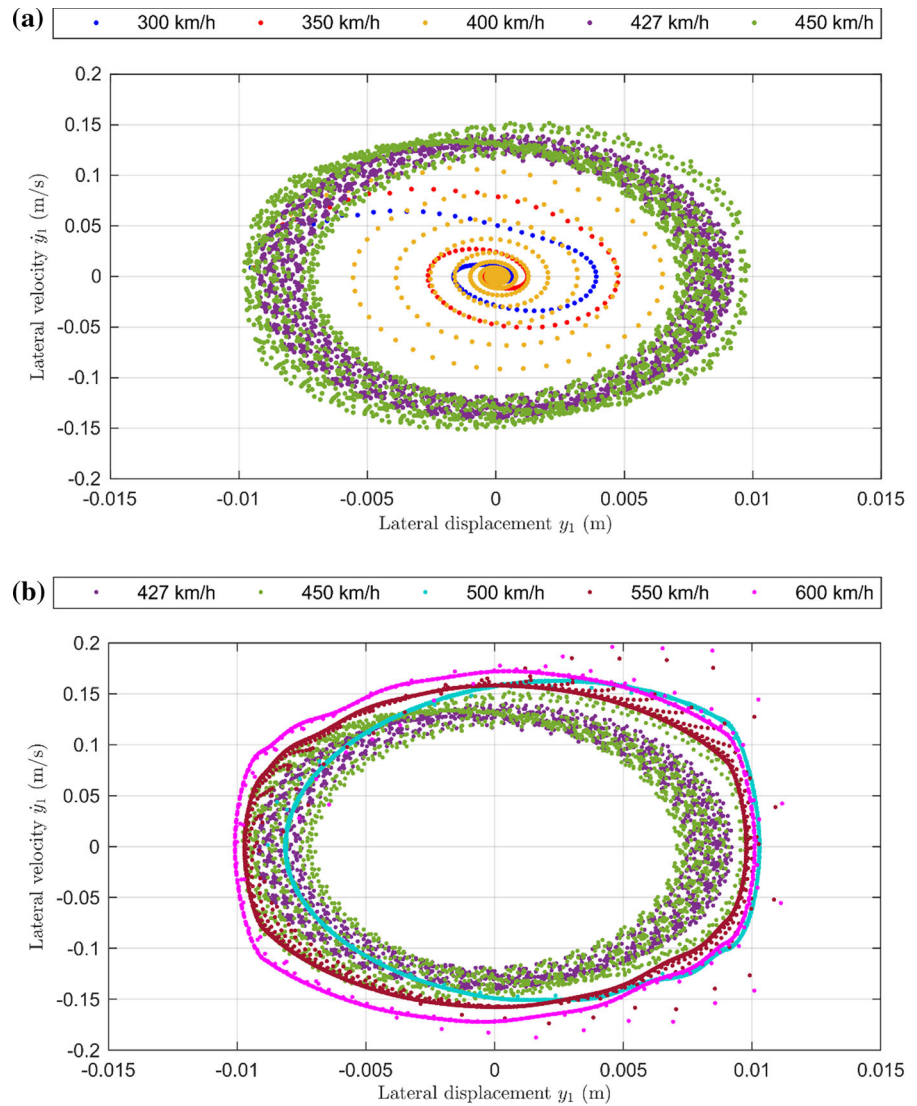 (a)
300 km/h 350 km/h 400 km/h 427 km/h 450 km/h
0.2
0.15
0.1
0.05
0
-0.05
-0.1
-0.15
-0.2
Lateral velocity ẏ₁ (m/s)
-0.015 -0.01 -0.005 0 0.005 0.01 0.015
Lateral displacement y₁ (m)
(b)
427 km/h 450 km/h 500 km/h 550 km/h 600 km/h
0.2
0.15
0.1
0.05
0
-0.05
-0.1
-0.15
-0.2
Lateral velocity ẏ₁ (m/s)
-0.015 -0.01 -0.005 0 0.005 0.01 0.015
Lateral displacement y₁ (m)